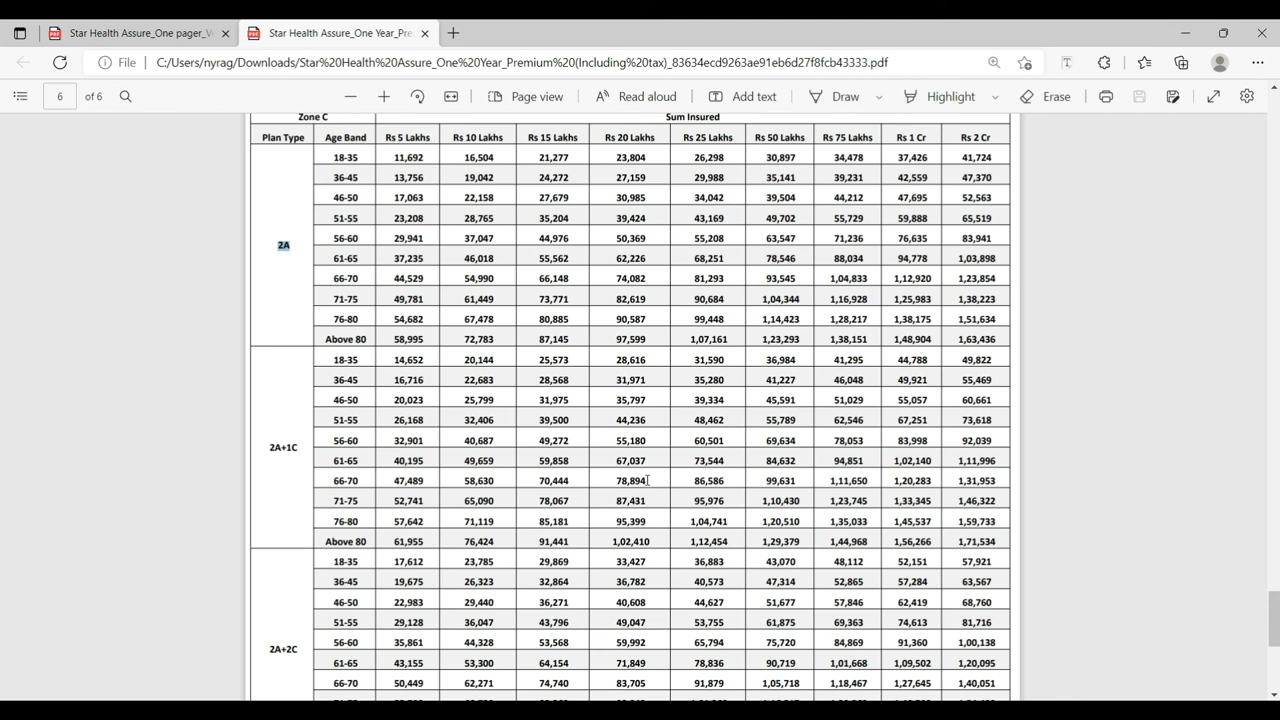 Star Health Assure_One pager_V
Star Health Assure_One Year_Pre
File C:/Users/nyrag/Downloads/Star%20Health%20Assure_One%20Year_Premium%20(Including%20tax)_83634ecd9263ae91eb6d27f8fcb43333.pdf
6 of 6 Page view Read aloud Add text Draw Highlight Erase
Zone C Sum Insured
Plan Type Age Band Rs 5 Lakhs Rs 10 Lakhs Rs 15 Lakhs Rs 20 Lakhs Rs 25 Lakhs Rs 50 Lakhs Rs 75 Lakhs Rs 1 Cr Rs 2 Cr
18-35 11,692 16,504 21,277 23,804 26,298 30,897 34,478 37,426 41,724
36-45 13,756 19,042 24,272 27,159 29,988 35,141 39,231 42,559 47,370
46-50 17,063 22,158 27,679 30,985 34,042 39,504 44,212 47,695 52,563
51-55 23,208 28,765 35,204 39,424 43,169 49,702 55,729 59,888 65,519
56-60 29,941 37,047 44,976 50,369 55,208 63,547 71,236 76,635 83,941
2A
61-65 37,235 46,018 55,562 62,226 68,251 78,546 88,034 94,778 1,03,898
66-70 44,529 54,990 66,148 74,082 81,293 93,545 1,04,833 1,12,920 1,23,854
71-75 49,781 61,449 73,771 82,619 90,684 1,04,344 1,16,928 1,25,983 1,38,223
76-80 54,682 67,478 80,885 90,587 99,448 1,14,423 1,28,217 1,38,175 1,51,634
Above 80 58,995 72,783 87,145 97,599 1,07,161 1,23,293 1,38,151 1,48,904 1,63,436
18-35 14,652 20,144 25,573 28,616 31,590 36,984 41,295 44,788 49,822
36-45 16,716 22,683 28,568 31,971 35,280 41,227 46,048 49,921 55,469
46-50 20,023 25,799 31,975 35,797 39,334 45,591 51,029 55,057 60,661
51-55 26,168 32,406 39,500 44,236 48,462 55,789 62,546 67,251 73,618
56-60 32,901 40,687 49,272 55,180 60,501 69,634 78,053 83,998 92,039
2A+1C
61-65 40,195 49,659 59,858 67,037 73,544 84,632 94,851 1,02,140 1,11,996
66-70 47,489 58,630 70,444 78,894 86,586 99,631 1,11,650 1,20,283 1,31,953
71-75 52,741 65,090 78,067 87,431 95,976 1,10,430 1,23,745 1,33,345 1,46,322
76-80 57,642 71,119 85,181 95,399 1,04,741 1,20,510 1,35,033 1,45,537 1,59,733
Above 80 61,955 76,424 91,441 1,02,410 1,12,454 1,29,379 1,44,968 1,56,266 1,71,534
18-35 17,612 23,785 29,869 33,427 36,883 43,070 48,112 52,151 57,921
36-45 19,675 26,323 32,864 36,782 40,573 47,314 52,865 57,284 63,567
46-50 22,983 29,440 36,271 40,608 44,627 51,677 57,846 62,419 68,760
51-55 29,128 36,047 43,796 49,047 53,755 61,875 69,363 74,613 81,716
56-60 35,861 44,328 53,568 59,992 65,794 75,720 84,869 91,360 1,00,138
2A+2C
61-65 43,155 53,300 64,154 71,849 78,836 90,719 1,01,668 1,09,502 1,20,095
66-70 50,449 62,271 74,740 83,705 91,879 1,05,718 1,18,467 1,27,645 1,40,051